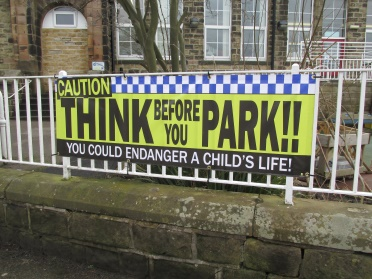 CAUTION
THINK BEFORE YOU PARK!!
YOU COULD ENDANGER A CHILD'S LIFE!